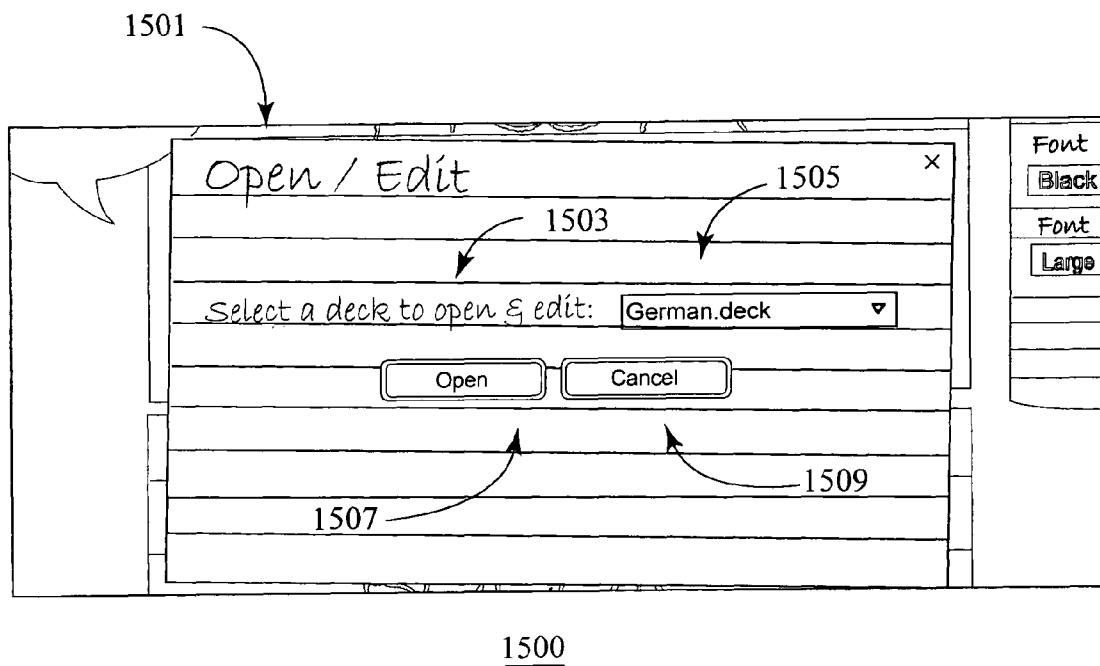 1501
Font
Open / Edit
×
1505
Black
1503
Font
Large
Select a deck to open & edit: German.deck
Open Cancel
1509
1507
1500